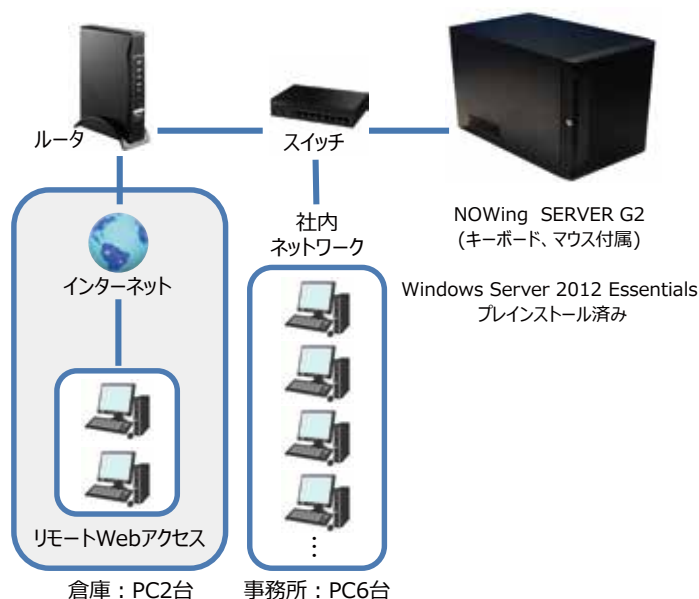 ルータ
スイッチ
NOWing SERVER G2
(キーボード、マウス付属)
Windows Server 2012 Essentials
プレインストール済み
インターネット
リモートWebアクセス
倉庫：PC2台
社内
ネットワーク
⋮
事務所：PC6台